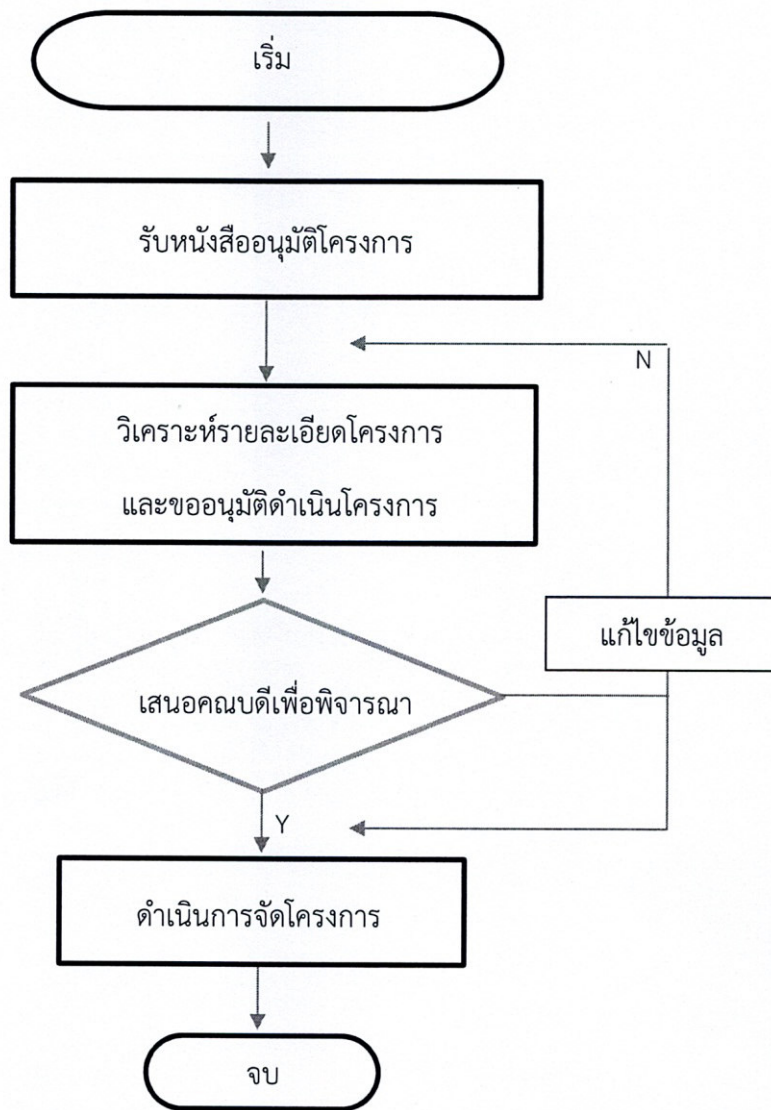 เริ่ม
รับหนังสืออนุมัติโครงการ
N
วิเคราะห์รายละเอียดโครงการ
และขออนุมัติดำเนินโครงการ
แก้ไขข้อมูล
เสนอคณบดีเพื่อพิจารณา
Y
ดำเนินการจัดโครงการ
จบ